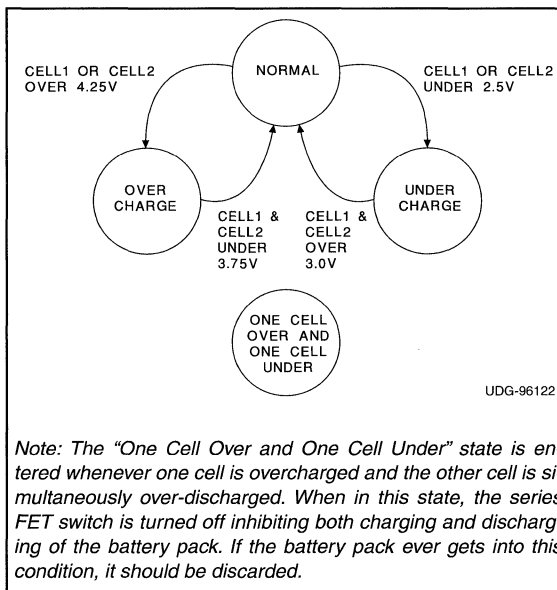 NORMAL
CELL1 OR CELL2
OVER 4.25V
CELL1 OR CELL2
UNDER 2.5V
OVER
CHARGE
UNDER
CHARGE
CELL1 &
CELL2
UNDER
3.75V
CELL1 &
CELL2
OVER
3.0V
ONE CELL
OVER AND
ONE CELL
UNDER
UDG-96122
Note: The “One Cell Over and One Cell Under” state is en-
tered whenever one cell is overcharged and the other cell is si-
multaneously over-discharged. When in this state, the series
FET switch is turned off inhibiting both charging and discharg-
ing of the battery pack. If the battery pack ever gets into this
condition, it should be discarded.